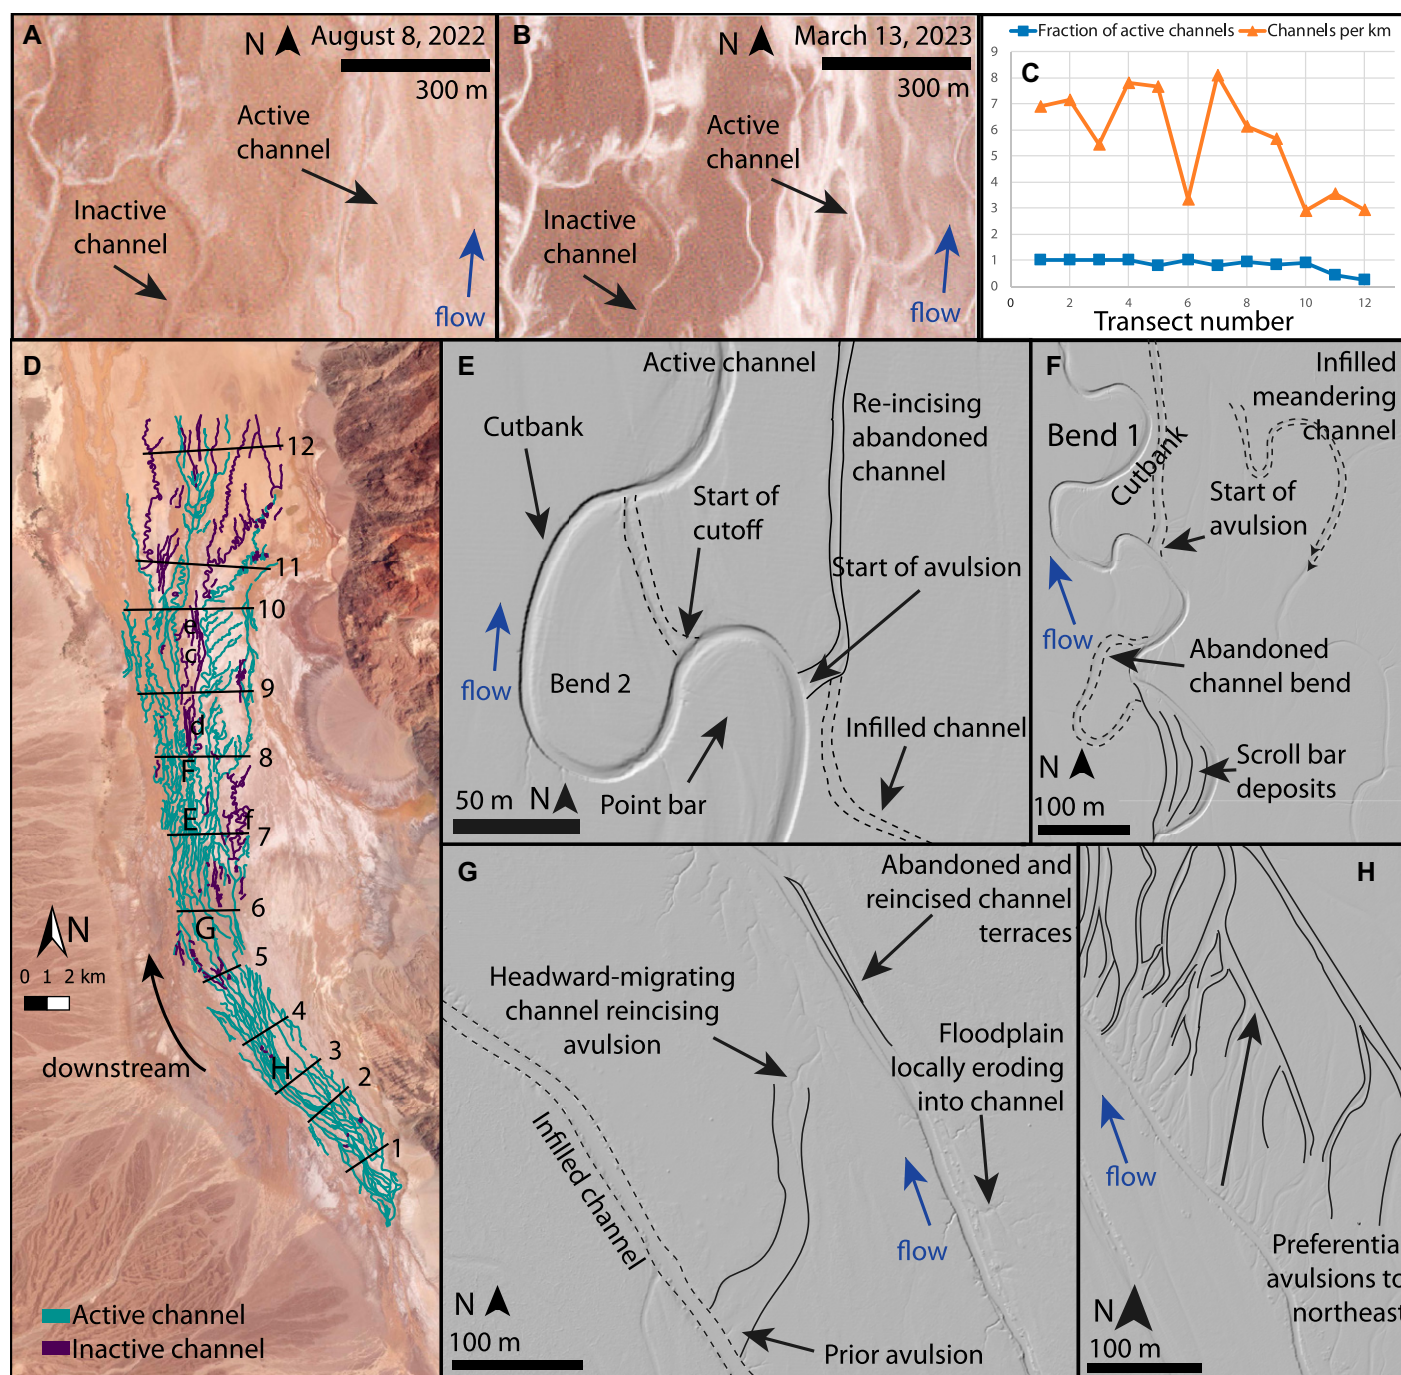 A
N
August 8, 2022
300 m
Active
channel
Inactive
channel
flow
B
N
March 13, 2023
300 m
Active
channel
Inactive
channel
flow
Fraction of active channels
Channels per km
C
9
8
7
6
5
4
3
2
1
0
0 2 4 6 8 10 12
Transect number
D
12
11
10
e
c
9
d
8
F
E
f
7
6
G
5
4
3
H
2
1
N
0 1 2 km
downstream
Active channel
Inactive channel
E
Active channel
Cutbank
Re-incising
abandoned
channel
Start of
cutoff
Start of avulsion
flow
Bend 2
Infilled channel
Point bar
50 m
N
F
Infilled
meandering
channel
Bend 1
Cutbank
Start of
avulsion
flow
Abandoned
channel bend
Scroll bar
deposits
N
100 m
G
Abandoned and
reincised channel
terraces
Headward-migrating
channel reincising
avulsion
Floodplain
locally eroding
into channel
Infilled channel
flow
N
100 m
Prior avulsion
H
flow
Preferentia
avulsions to
northeast
N
100 m